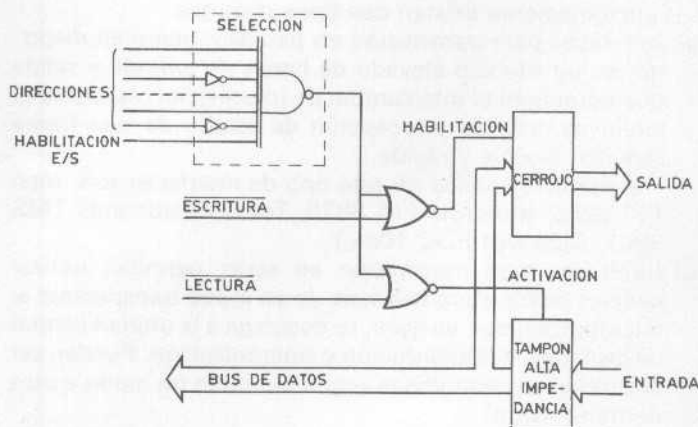 SELECCION
DIRECCIONES
HABILITACION
E/S
HABILITACION
CERROJO
SALIDA
ESCRITURA
LECTURA
ACTIVACION
TAMPON
ALTA
IMPE-
DANCIA
ENTRADA
BUS DE DATOS